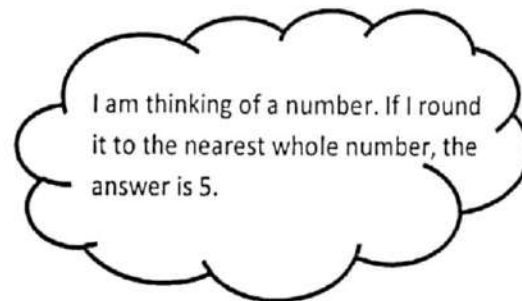 I am thinking of a number. If I round
it to the nearest whole number, the
answer is 5.